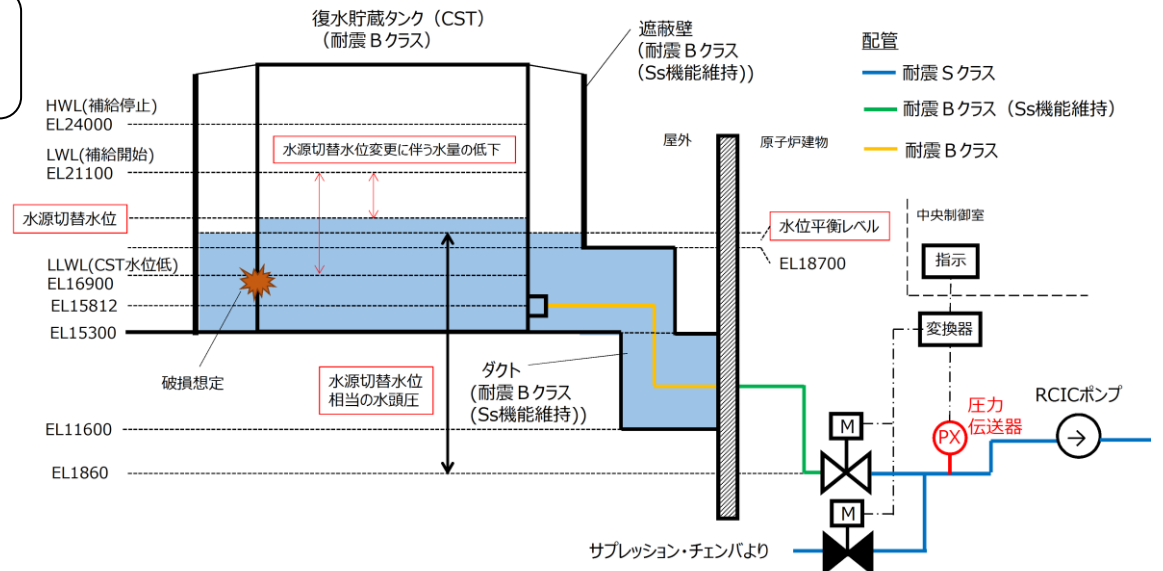 復水貯蔵タンク（CST）
（耐震Ｂクラス）
遮蔽壁
（耐震Ｂクラス
（Ss機能維持））
配管
耐震Ｓクラス
耐震Ｂクラス（Ss機能維持）
耐震Ｂクラス
HWL(補給停止)
EL24000
LWL(補給開始)
EL21100
水源切替水位変更に伴う水量の低下
屋外
原子炉建物
水源切替水位
水位平衡レベル
中央制御室
LLWL(CST水位低)
EL16900
EL18700
指示
EL15812
変換器
EL15300
破損想定
水源切替水位
相当の水頭圧
ダクト
（耐震Ｂクラス
（Ss機能維持））
圧力
伝送器
RCICポンプ
M
PX
EL11600
EL1860
M
サプレッション・チェンバより